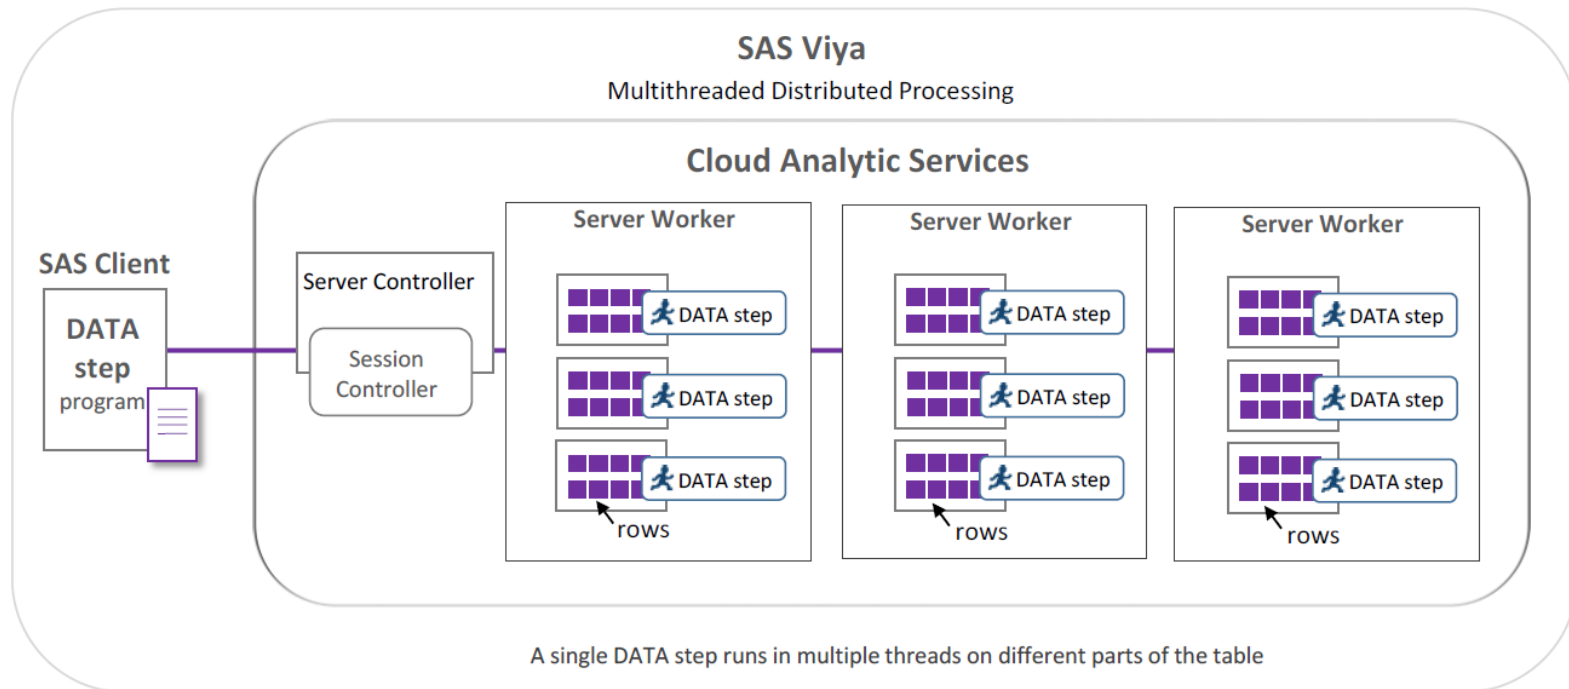 SAS Viya
Multithreaded Distributed Processing
Cloud Analytic Services
SAS Client
DATA
step
program
Server Controller
Session
Controller
Server Worker
DATA step
DATA step
DATA step
rows
Server Worker
DATA step
DATA step
DATA step
rows
Server Worker
DATA step
DATA step
DATA step
rows
A single DATA step runs in multiple threads on different parts of the table